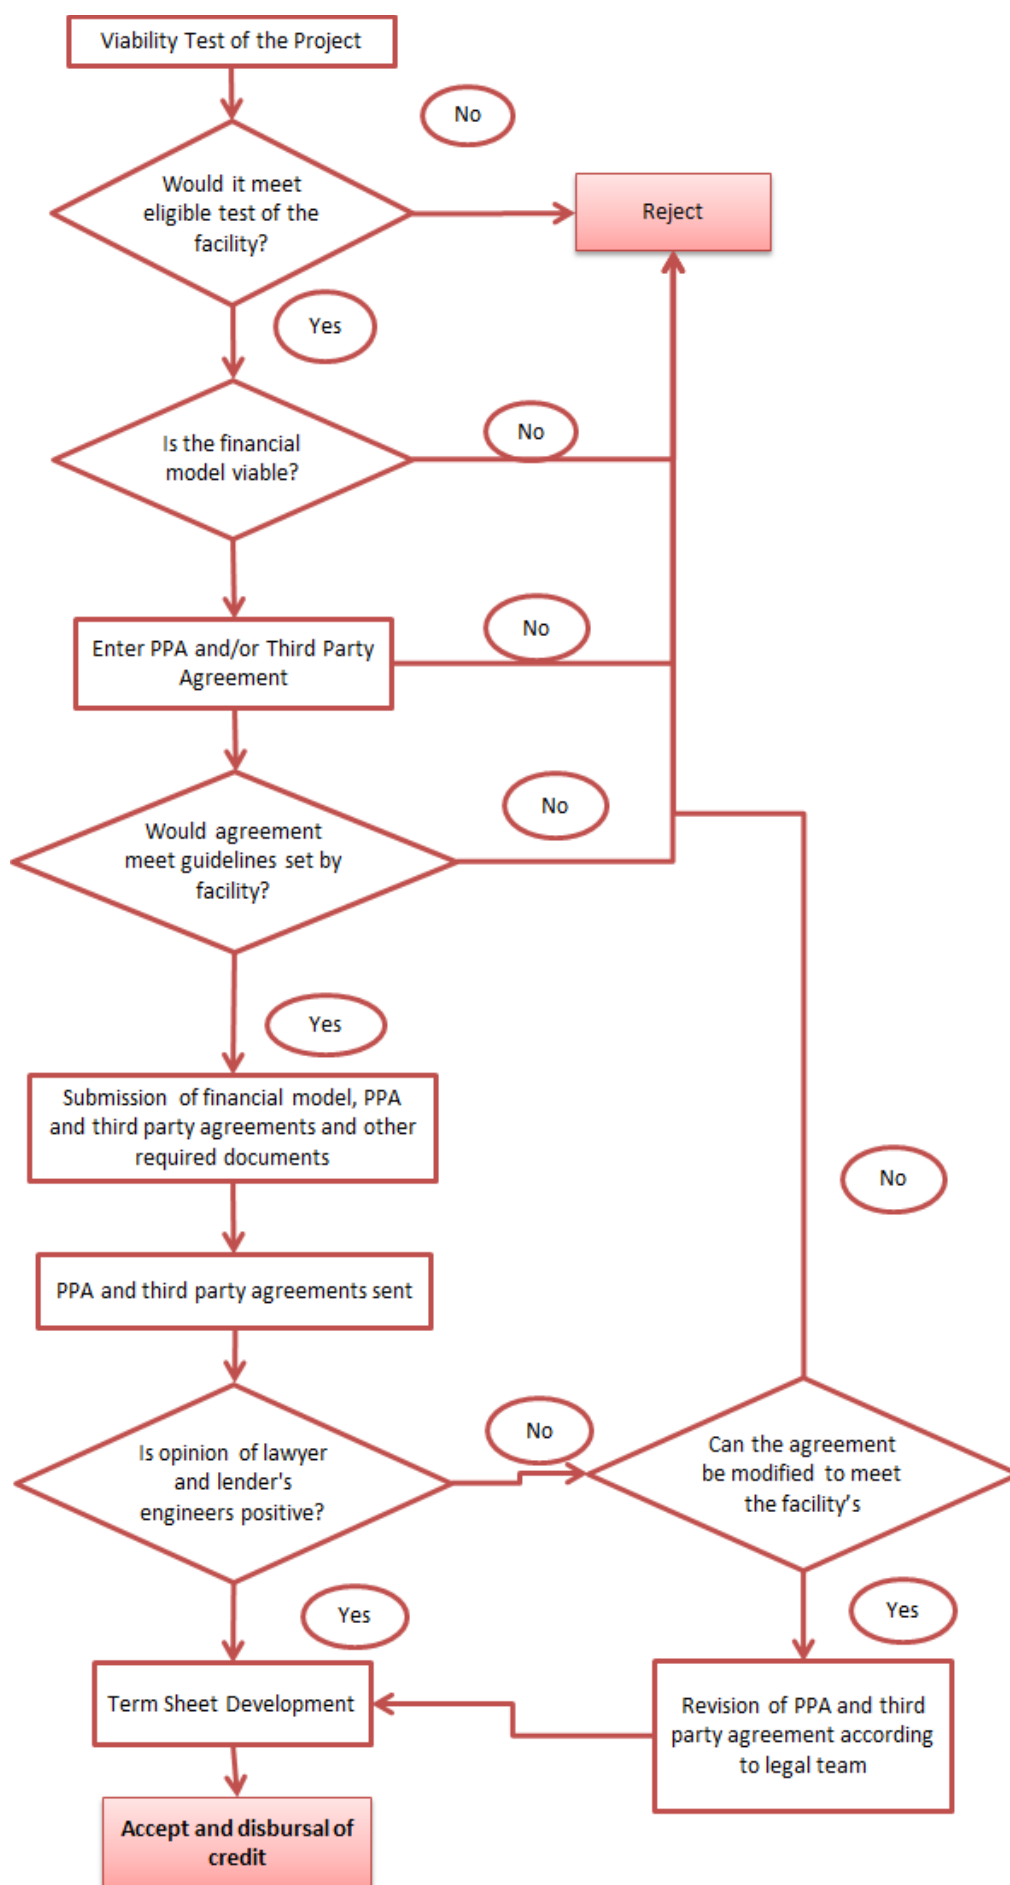 Viability Test of the Project
No
Would it meet
eligible test of the
facility?
Reject
Yes
Is the financial
model viable?
No
Enter PPA and/or Third Party
Agreement
No
Would agreement
meet guidelines set by
facility?
No
Yes
Submission of financial model, PPA
and third party agreements and other
required documents
No
PPA and third party agreements sent
Is opinion of lawyer
and lender's
engineers positive?
No
Can the agreement
be modified to meet
the facility’s
Yes
Yes
Term Sheet Development
Revision of PPA and third
party agreement according
to legal team
Accept and disbursal of
credit